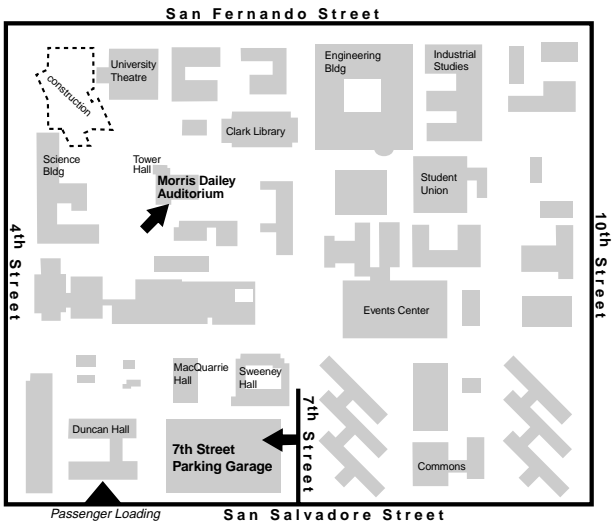 San Fernando Street
University
Theatre
Engineering
Bldg
Industrial
Studies
construction
Clark Library
Science
Bldg
Tower
Hall
Morris Dailey
Auditorium
Student
Union
4th Street
10th Street
Events Center
MacQuarrie
Hall
Sweeney
Hall
7th Street
Duncan Hall
7th Street
Parking Garage
Commons
Passenger Loading
San Salvadore Street